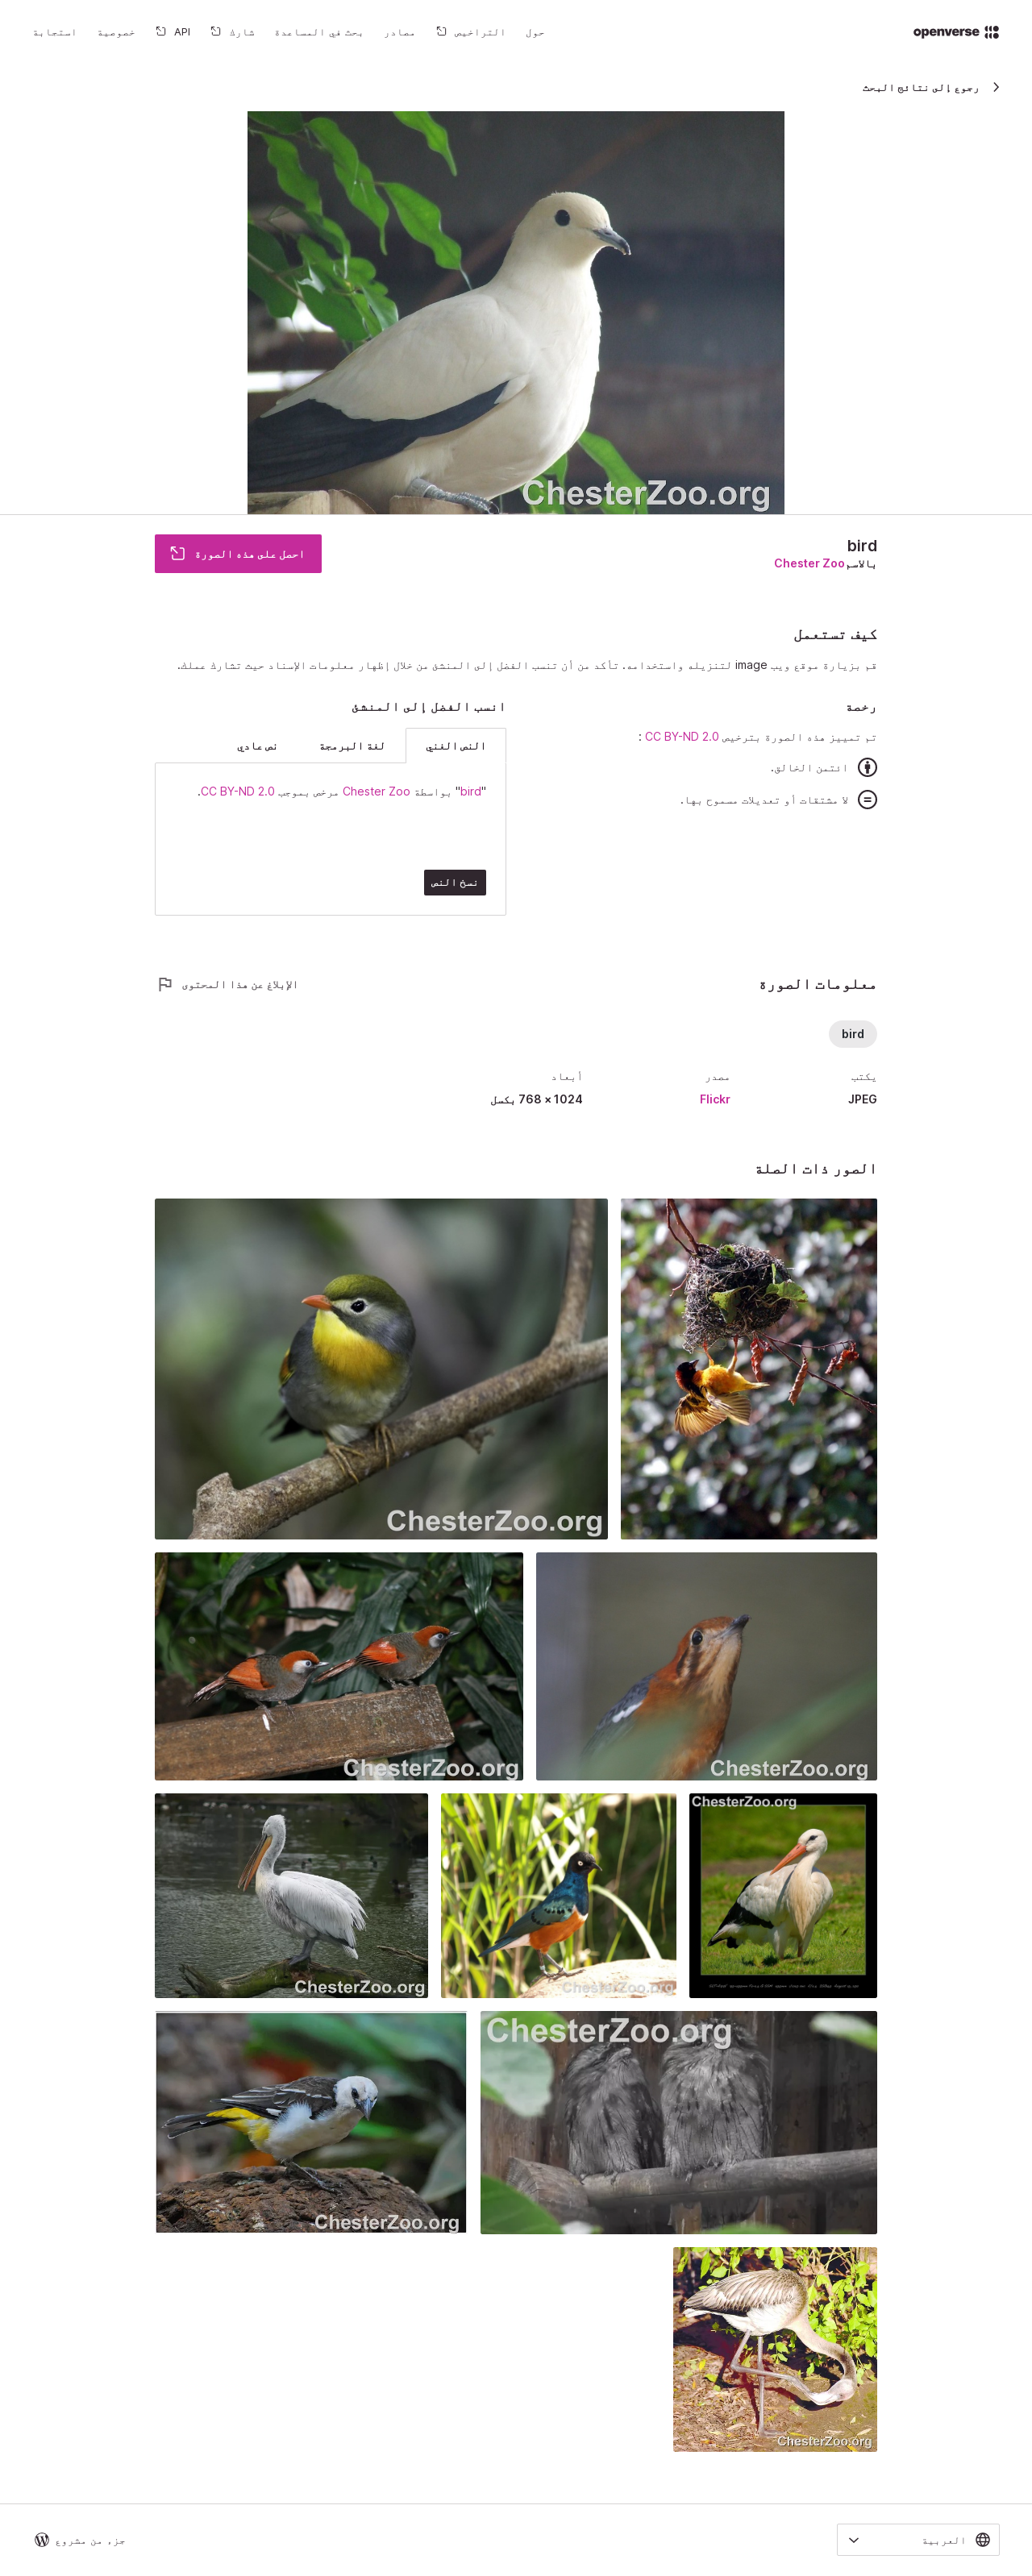 openverse
حول
التراخيص
مصادر
بحث في المساعدة
شارك
API
خصوصية
استجابة
رجوع إلى نتائج البحث
ChesterZoo.org
bird
بالاسم Chester Zoo
احصل على هذه الصورة
كيف تستعمل
قم بزيارة موقع ويب image لتنزيله واستخدامه. تأكد من أن تنسب الفضل إلى المنشئ من خلال إظهار معلومات الإسناد حيث تشارك عملك.
رخصة
تم تمييز هذه الصورة بترخيص CC BY-ND 2.0 :
ائتمن الخالق.
لا مشتقات أو تعديلات مسموح بها.
انسب الفضل إلى المنشئ
النص الغني
لغة البرمجة
نص عادي
"bird" بواسطة Chester Zoo مرخص بموجب CC BY-ND 2.0.
نسخ النص
معلومات الصورة
الإبلاغ عن هذا المحتوى
bird
يكتب
JPEG
مصدر
Flickr
أبعاد
1024 × 768 بكسل
الصور ذات الصلة
ChesterZoo.org
ChesterZoo.org
ChesterZoo.org
ChesterZoo.org
ChesterZoo.org
ChesterZoo.org
ChesterZoo.org
ChesterZoo.org
ChesterZoo.org
العربية
جزء من مشروع